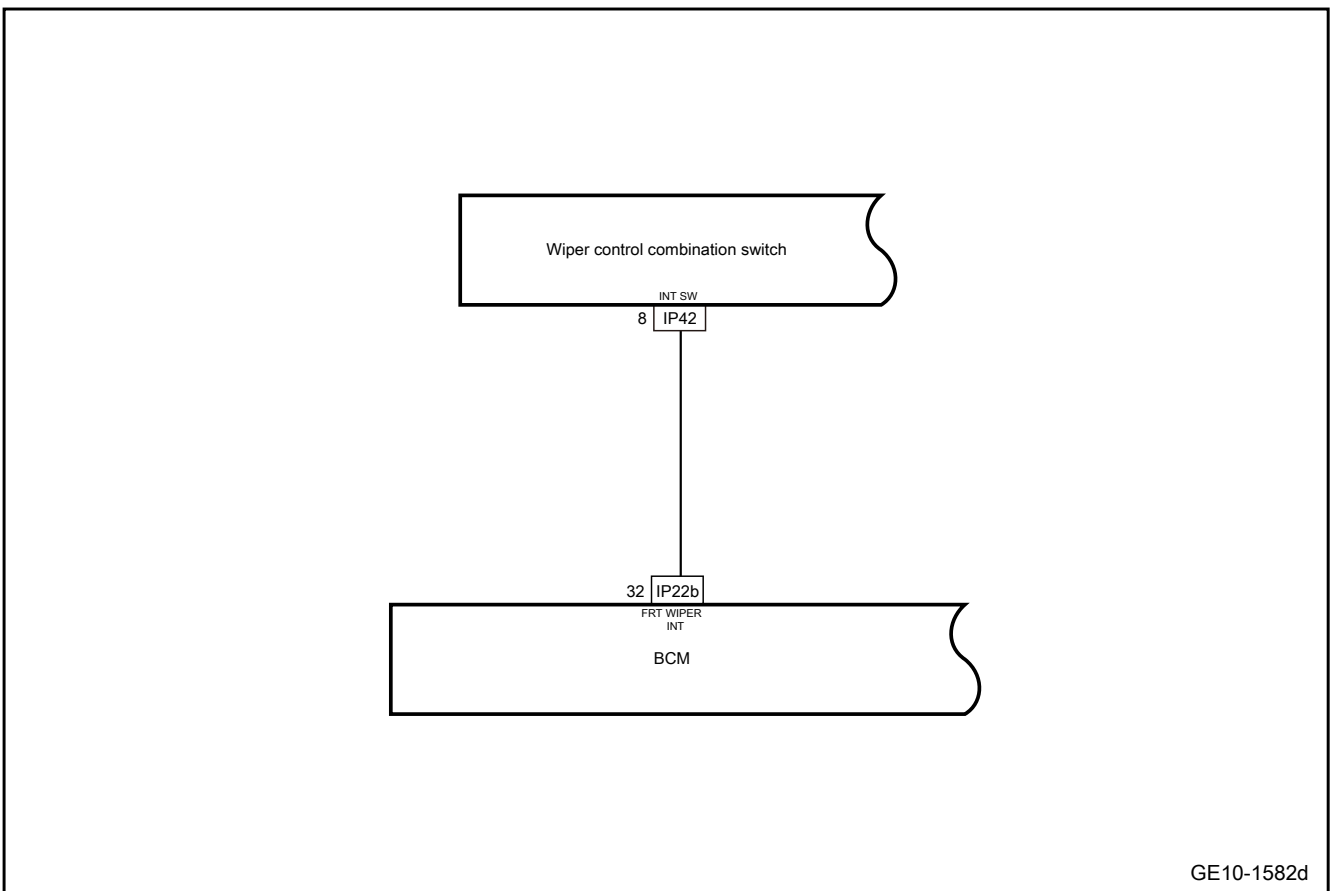 Wiper control combination switch
INT SW
8 IP42
32 IP22b
FRT WIPER
INT
BCM
GE10-1582d